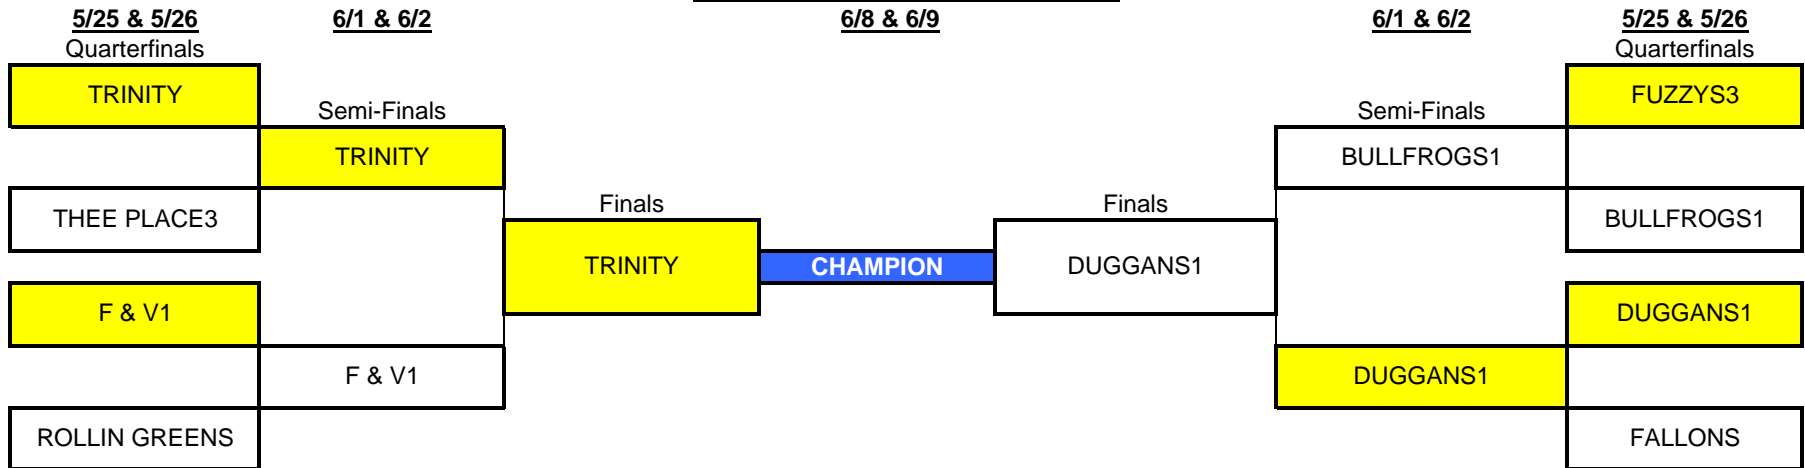 5/25 & 5/26 6/1 & 6/2 6/8 & 6/9 6/1 & 6/2 5/25 & 5/26
Quarterfinals Quarterfinals
TRINITY FUZZYS3
Semi-Finals Semi-Finals
TRINITY BULLFROGS1
THEE PLACE3 Finals Finals BULLFROGS1
TRINITY CHAMPION DUGGANS1
F & V1 DUGGANS1
F & V1 DUGGANS1
ROLLIN GREENS FALLONS